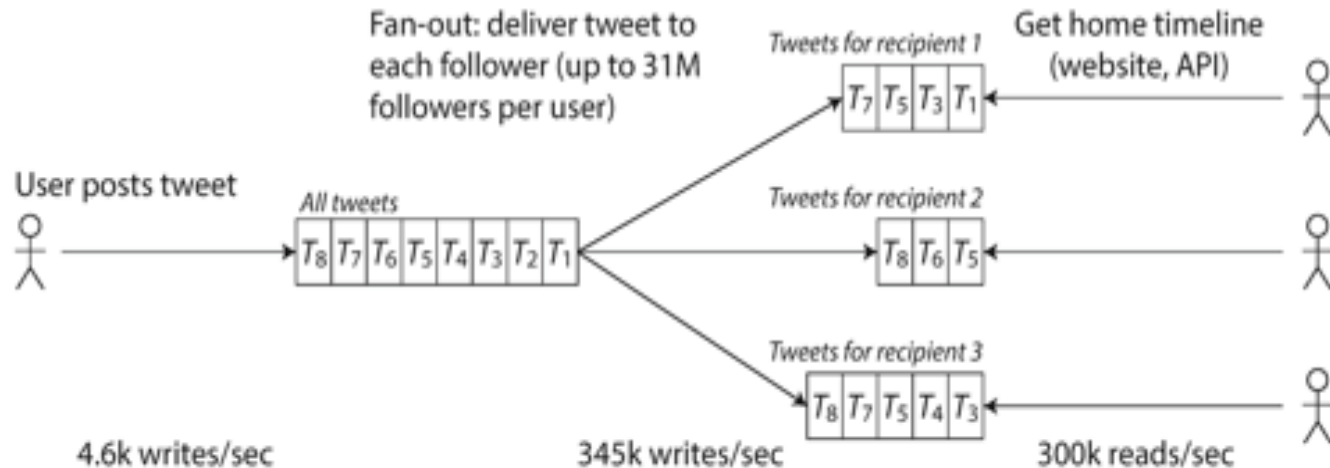 Fan-out: deliver tweet to
each follower (up to 31M
followers per user)
Tweets for recipient 1
T₇ T₅ T₃ T₁
Get home timeline
(website, API)
User posts tweet
All tweets
T₈ T₇ T₆ T₅ T₄ T₃ T₂ T₁
Tweets for recipient 2
T₈ T₆ T₅
Tweets for recipient 3
T₈ T₇ T₅ T₄ T₃
4.6k writes/sec
345k writes/sec
300k reads/sec